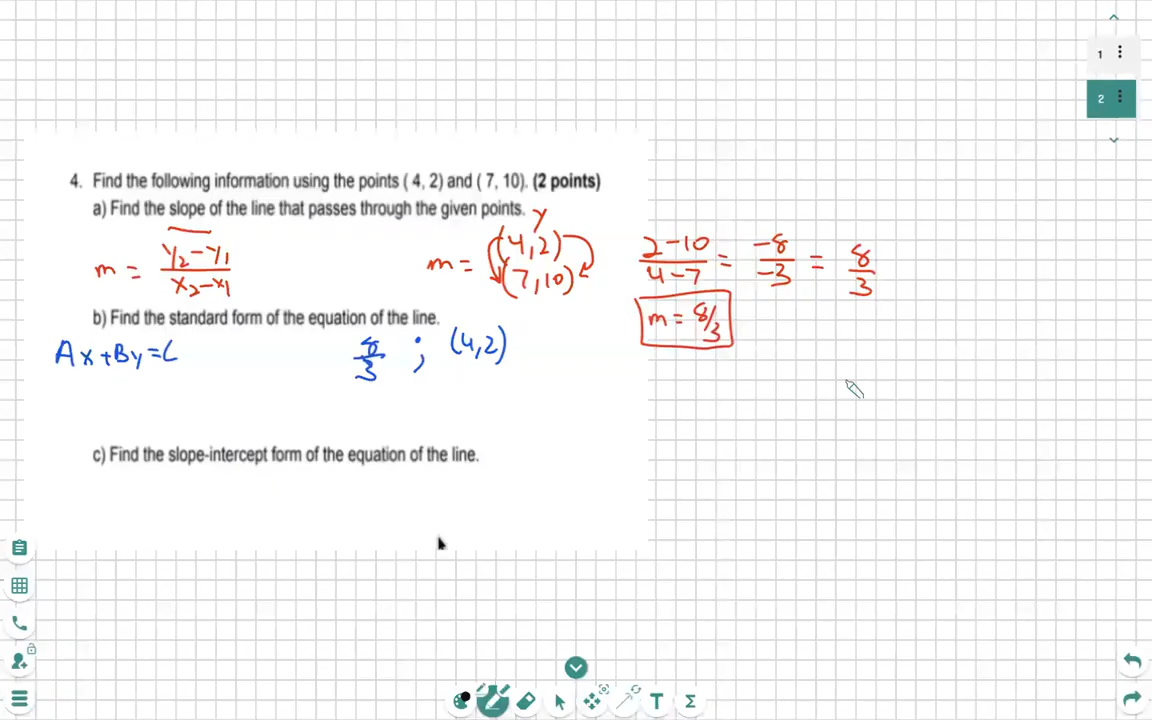 1
2
4. Find the following information using the points ( 4, 2) and ( 7, 10). (2 points)
a) Find the slope of the line that passes through the given points.
y
m = y₂-y₁/x₂-x₁
m = (4,2)
(7,10)
2-10/4-7 = -8/-3 = 8/3
m = 8/3
b) Find the standard form of the equation of the line.
Ax+By=C
8/3 ; (4,2)
c) Find the slope-intercept form of the equation of the line.
T Σ